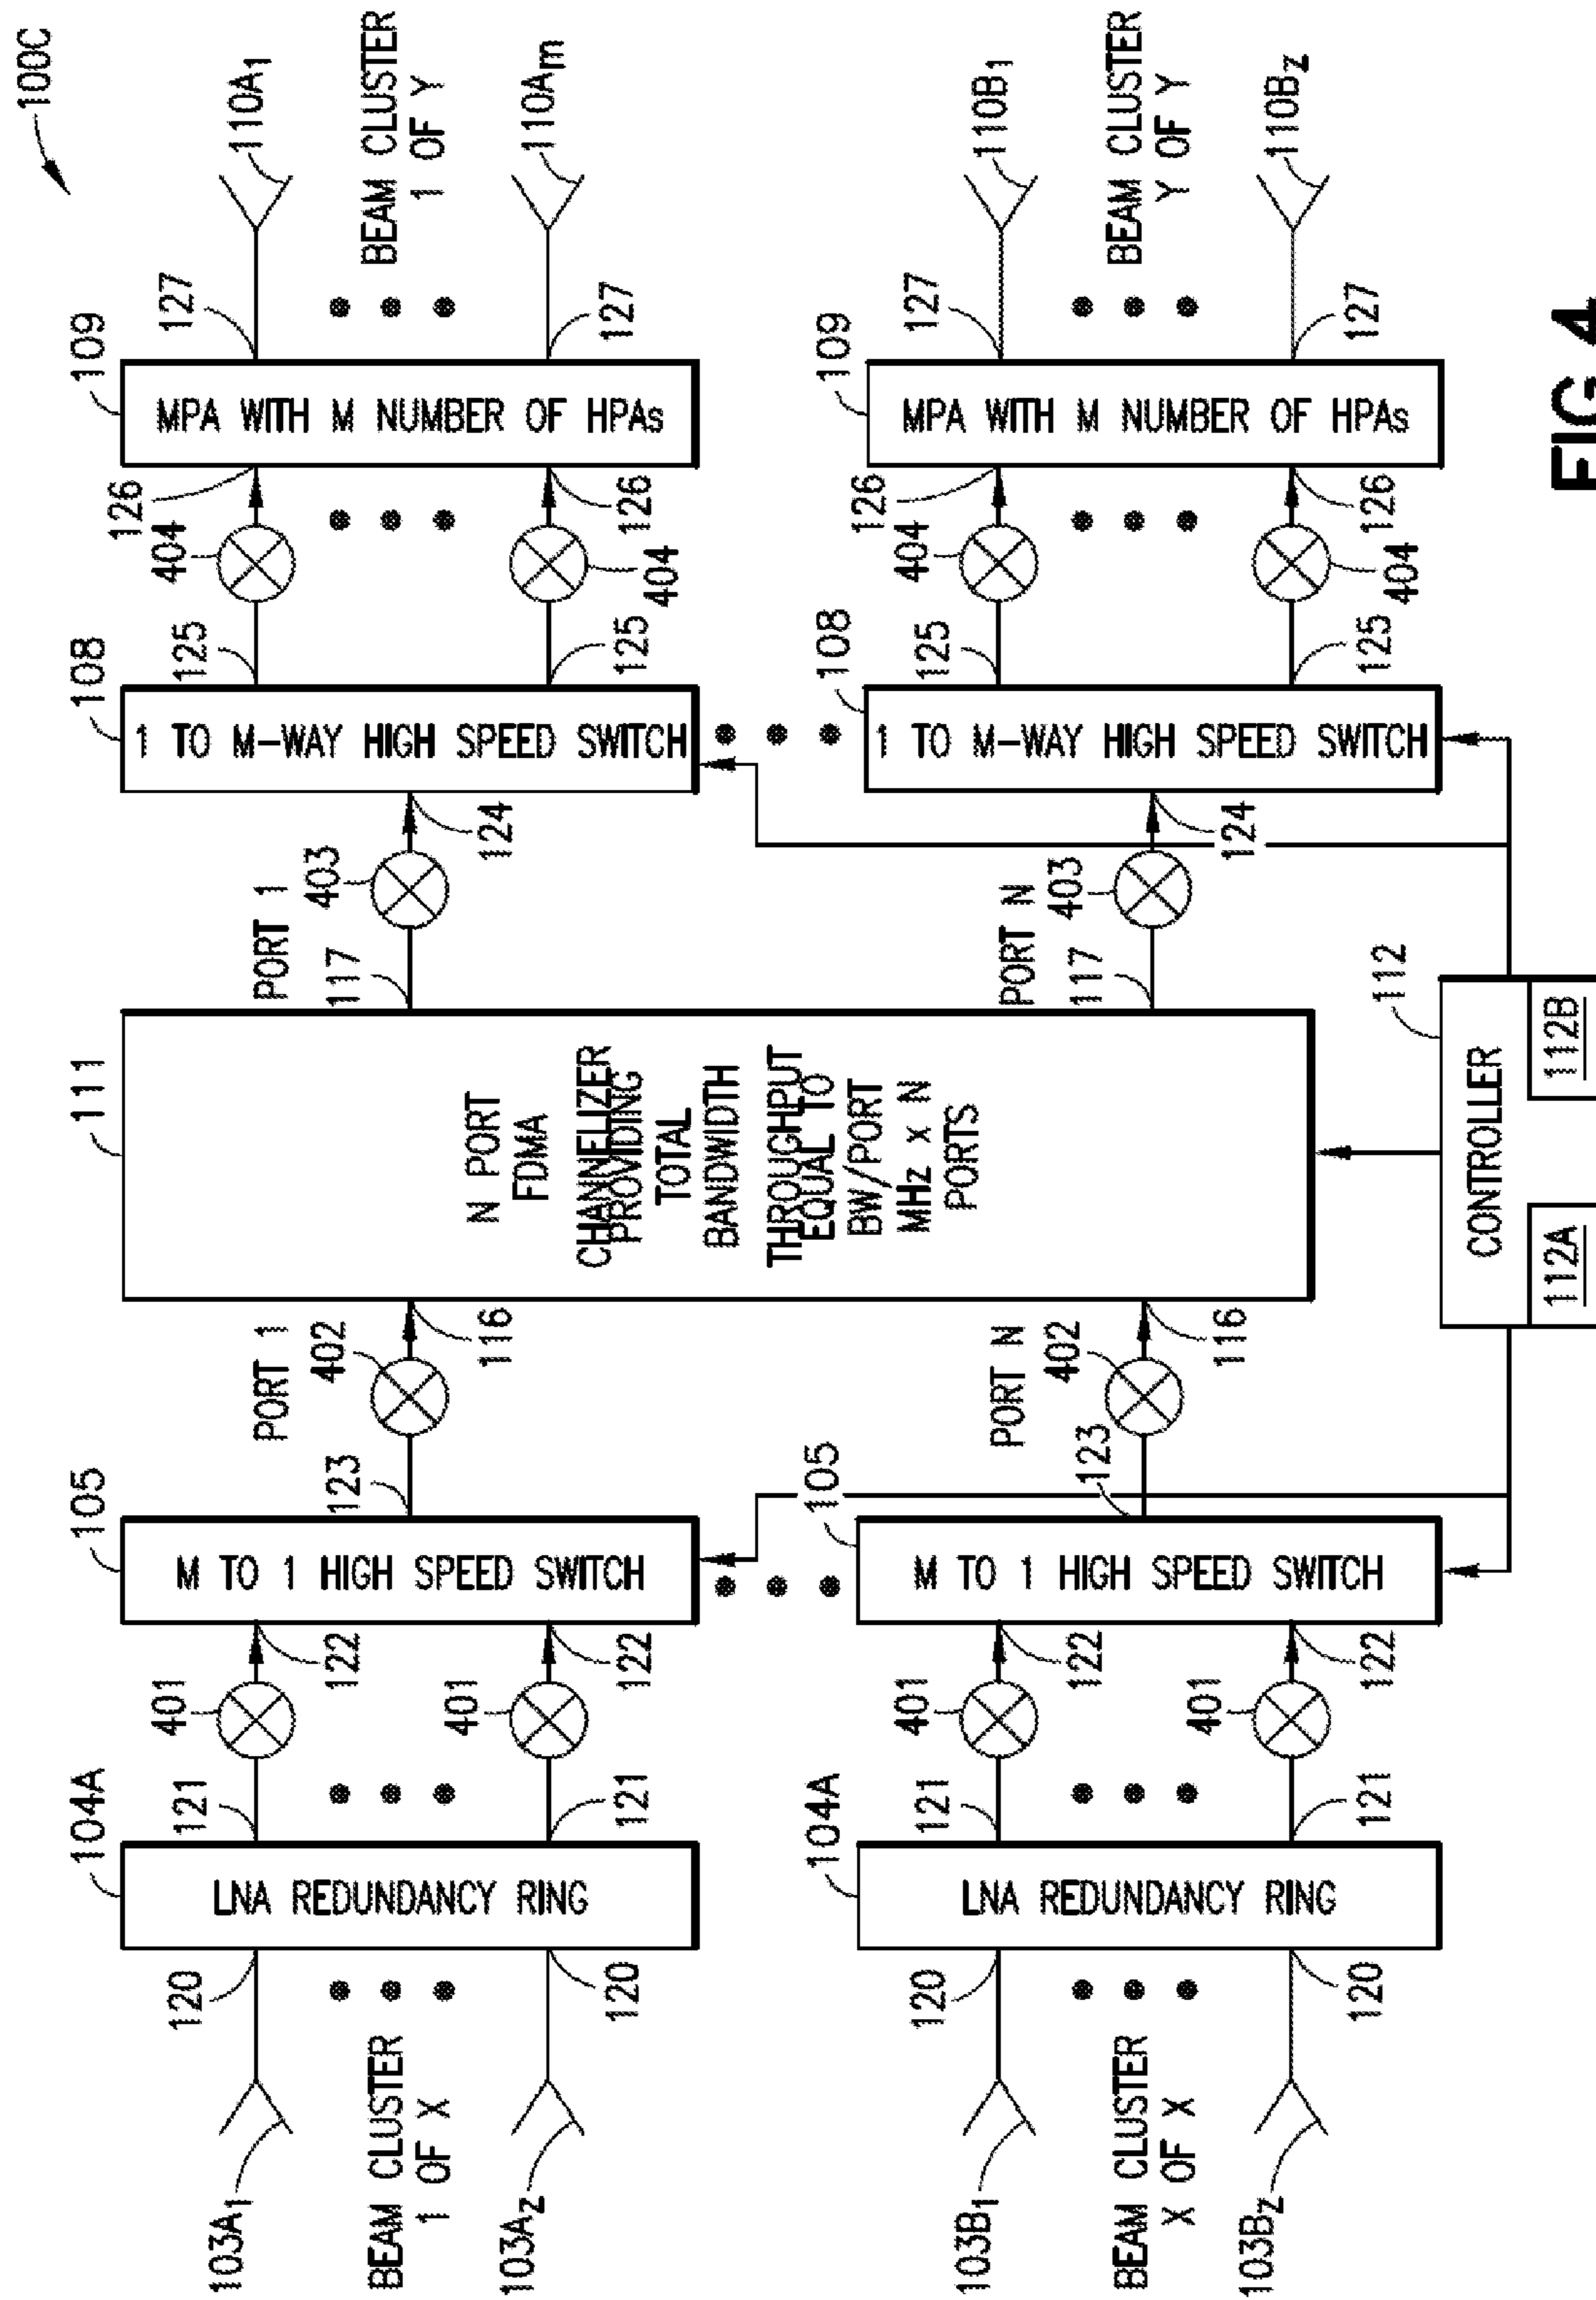 100C
103A1
BEAM CLUSTER
1 OF X
103Az
120
120
104A
LNA REDUNDANCY RING
121
121
401
401
122
122
105
M TO 1 HIGH SPEED SWITCH
123
PORT 1
402
116
111
N PORT
FDMA
CHANNELIZER
PROVIDING
TOTAL
BANDWIDTH
THROUGHPUT
EQUAL TO
BW/PORT
MHz x N
PORTS
PORT 1
117
403
124
108
1 TO M-WAY HIGH SPEED SWITCH
125
125
404
404
126
126
109
MPA WITH M NUMBER OF HPAs
127
127
110A1
BEAM CLUSTER
1 OF Y
110Am
103B1
BEAM CLUSTER
X OF X
103Bz
120
120
104A
LNA REDUNDANCY RING
121
121
401
401
122
122
105
M TO 1 HIGH SPEED SWITCH
123
PORT N
402
116
PORT N
117
403
124
108
1 TO M-WAY HIGH SPEED SWITCH
125
125
404
404
126
126
109
MPA WITH M NUMBER OF HPAs
127
127
110B1
BEAM CLUSTER
Y OF Y
110Bz
112
CONTROLLER
112A
112B
FIG.4